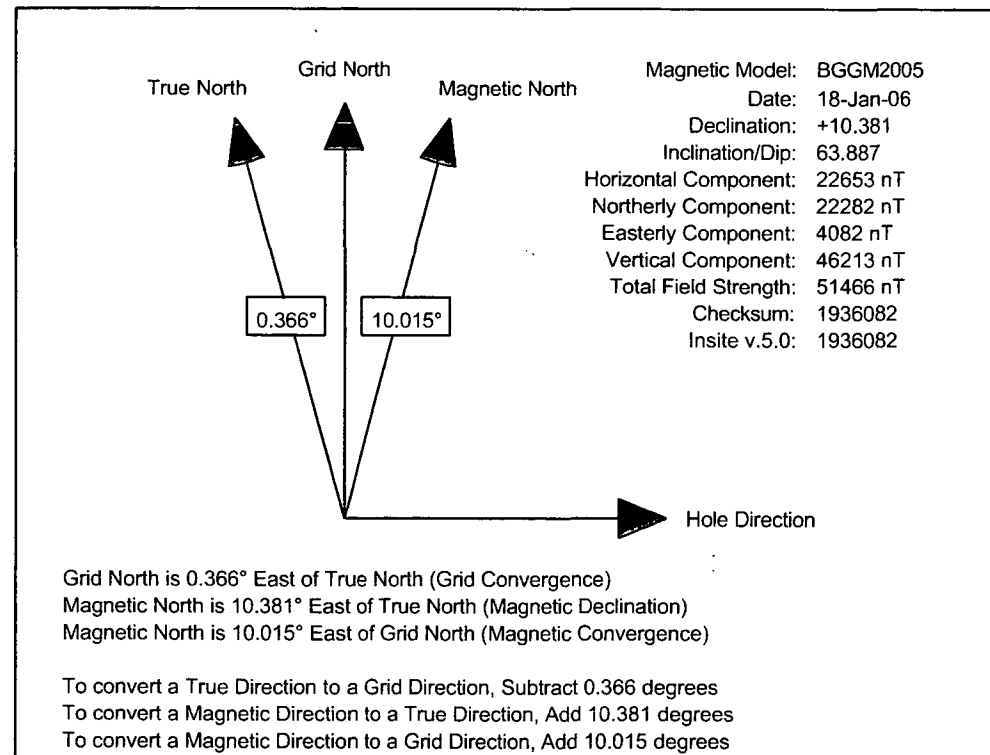 True North
Grid North
Magnetic North
Magnetic Model: BGGM2005
Date: 18-Jan-06
Declination: +10.381
Inclination/Dip: 63.887
Horizontal Component: 22653 nT
Northerly Component: 22282 nT
Easterly Component: 4082 nT
Vertical Component: 46213 nT
Total Field Strength: 51466 nT
Checksum: 1936082
Insite v.5.0: 1936082
0.366°
10.015°
Hole Direction
Grid North is 0.366° East of True North (Grid Convergence)
Magnetic North is 10.381° East of True North (Magnetic Declination)
Magnetic North is 10.015° East of Grid North (Magnetic Convergence)
To convert a True Direction to a Grid Direction, Subtract 0.366 degrees
To convert a Magnetic Direction to a True Direction, Add 10.381 degrees
To convert a Magnetic Direction to a Grid Direction, Add 10.015 degrees